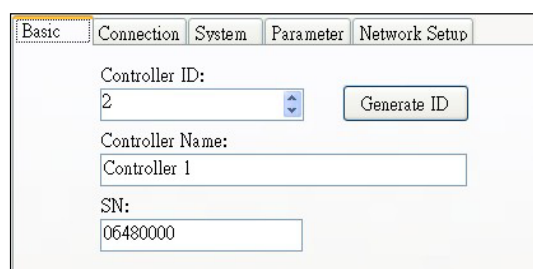 Basic Connection System Parameter Network Setup
Controller ID:
2 Generate ID
Controller Name:
Controller 1
SN:
06480000